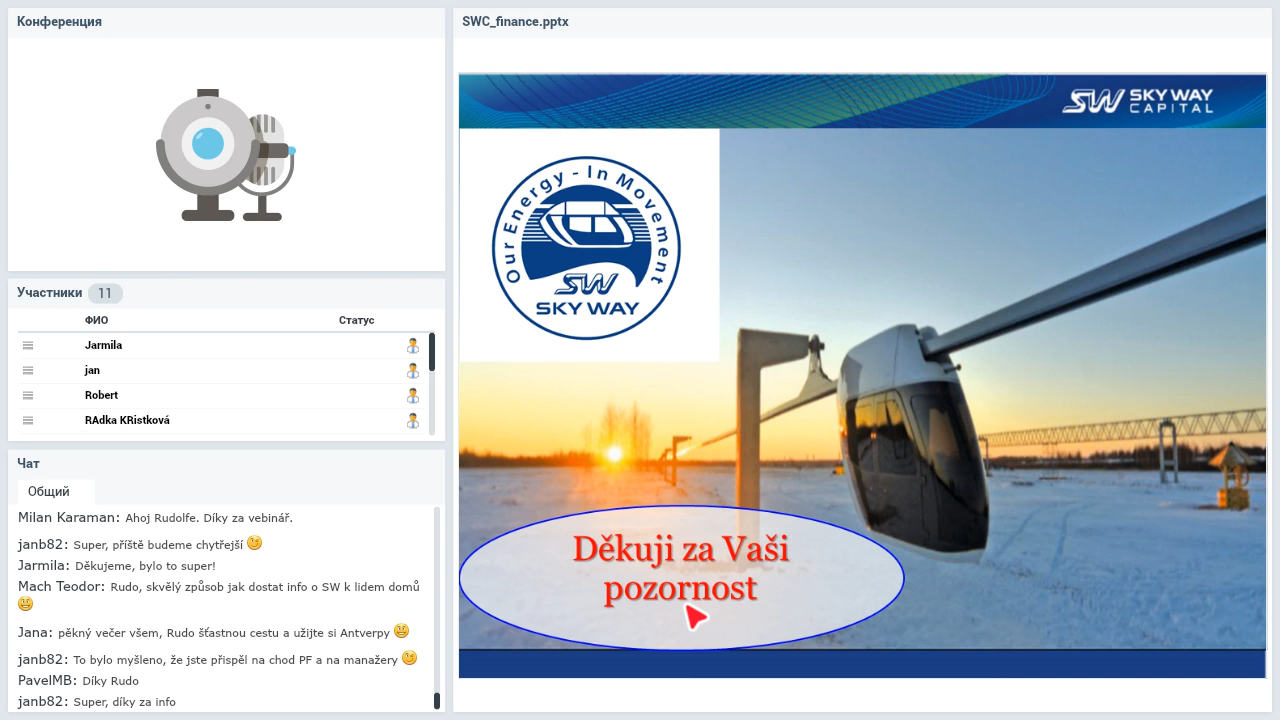 Конференция
Участники 11
ФИО Статус
Jarmila
jan
Robert
RAdka KRistková
Чат
Общий
Milan Karaman: Ahoj Rudolfe. Díky za vebinář.
janb82: Super, příště budeme chytřejší
Jarmila: Děkujeme, bylo to super!
Mach Teodor: Rudo, skvělý způsob jak dostat info o SW k lidem domů
Jana: pěkný večer všem, Rudo šťastnou cestu a užijte si Antverpy
janb82: To bylo myšleno, že jste přispěl na chod PF a na manažery
PavelMB: Díky Rudo
janb82: Super, díky za info
SWC_finance.pptx
SW SKY WAY
CAPITAL
Our Energy - In Movement
SW
SKY WAY
Děkuji za Vaši
pozornost